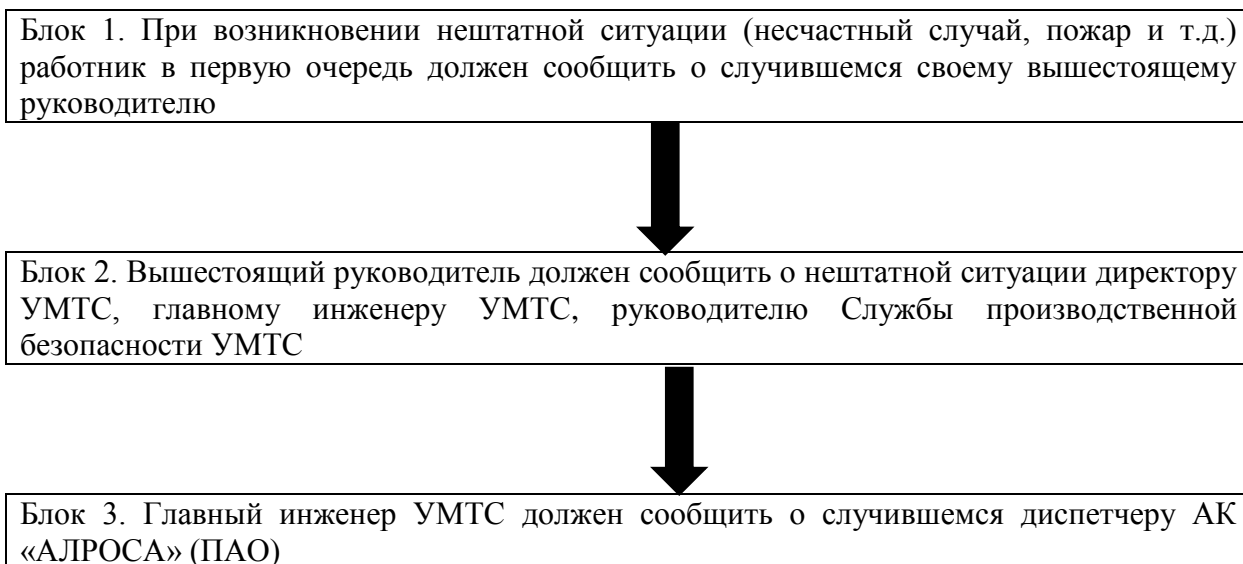 Блок 1. При возникновении нештатной ситуации (несчастный случай, пожар и т.д.)
работник в первую очередь должен сообщить о случившемся своему вышестоящему
руководителю
Блок 2. Вышестоящий руководитель должен сообщить о нештатной ситуации директору
УМТС, главному инженеру УМТС, руководителю Службы производственной
безопасности УМТС
Блок 3. Главный инженер УМТС должен сообщить о случившемся диспетчеру АК
«АЛРОСА» (ПАО)